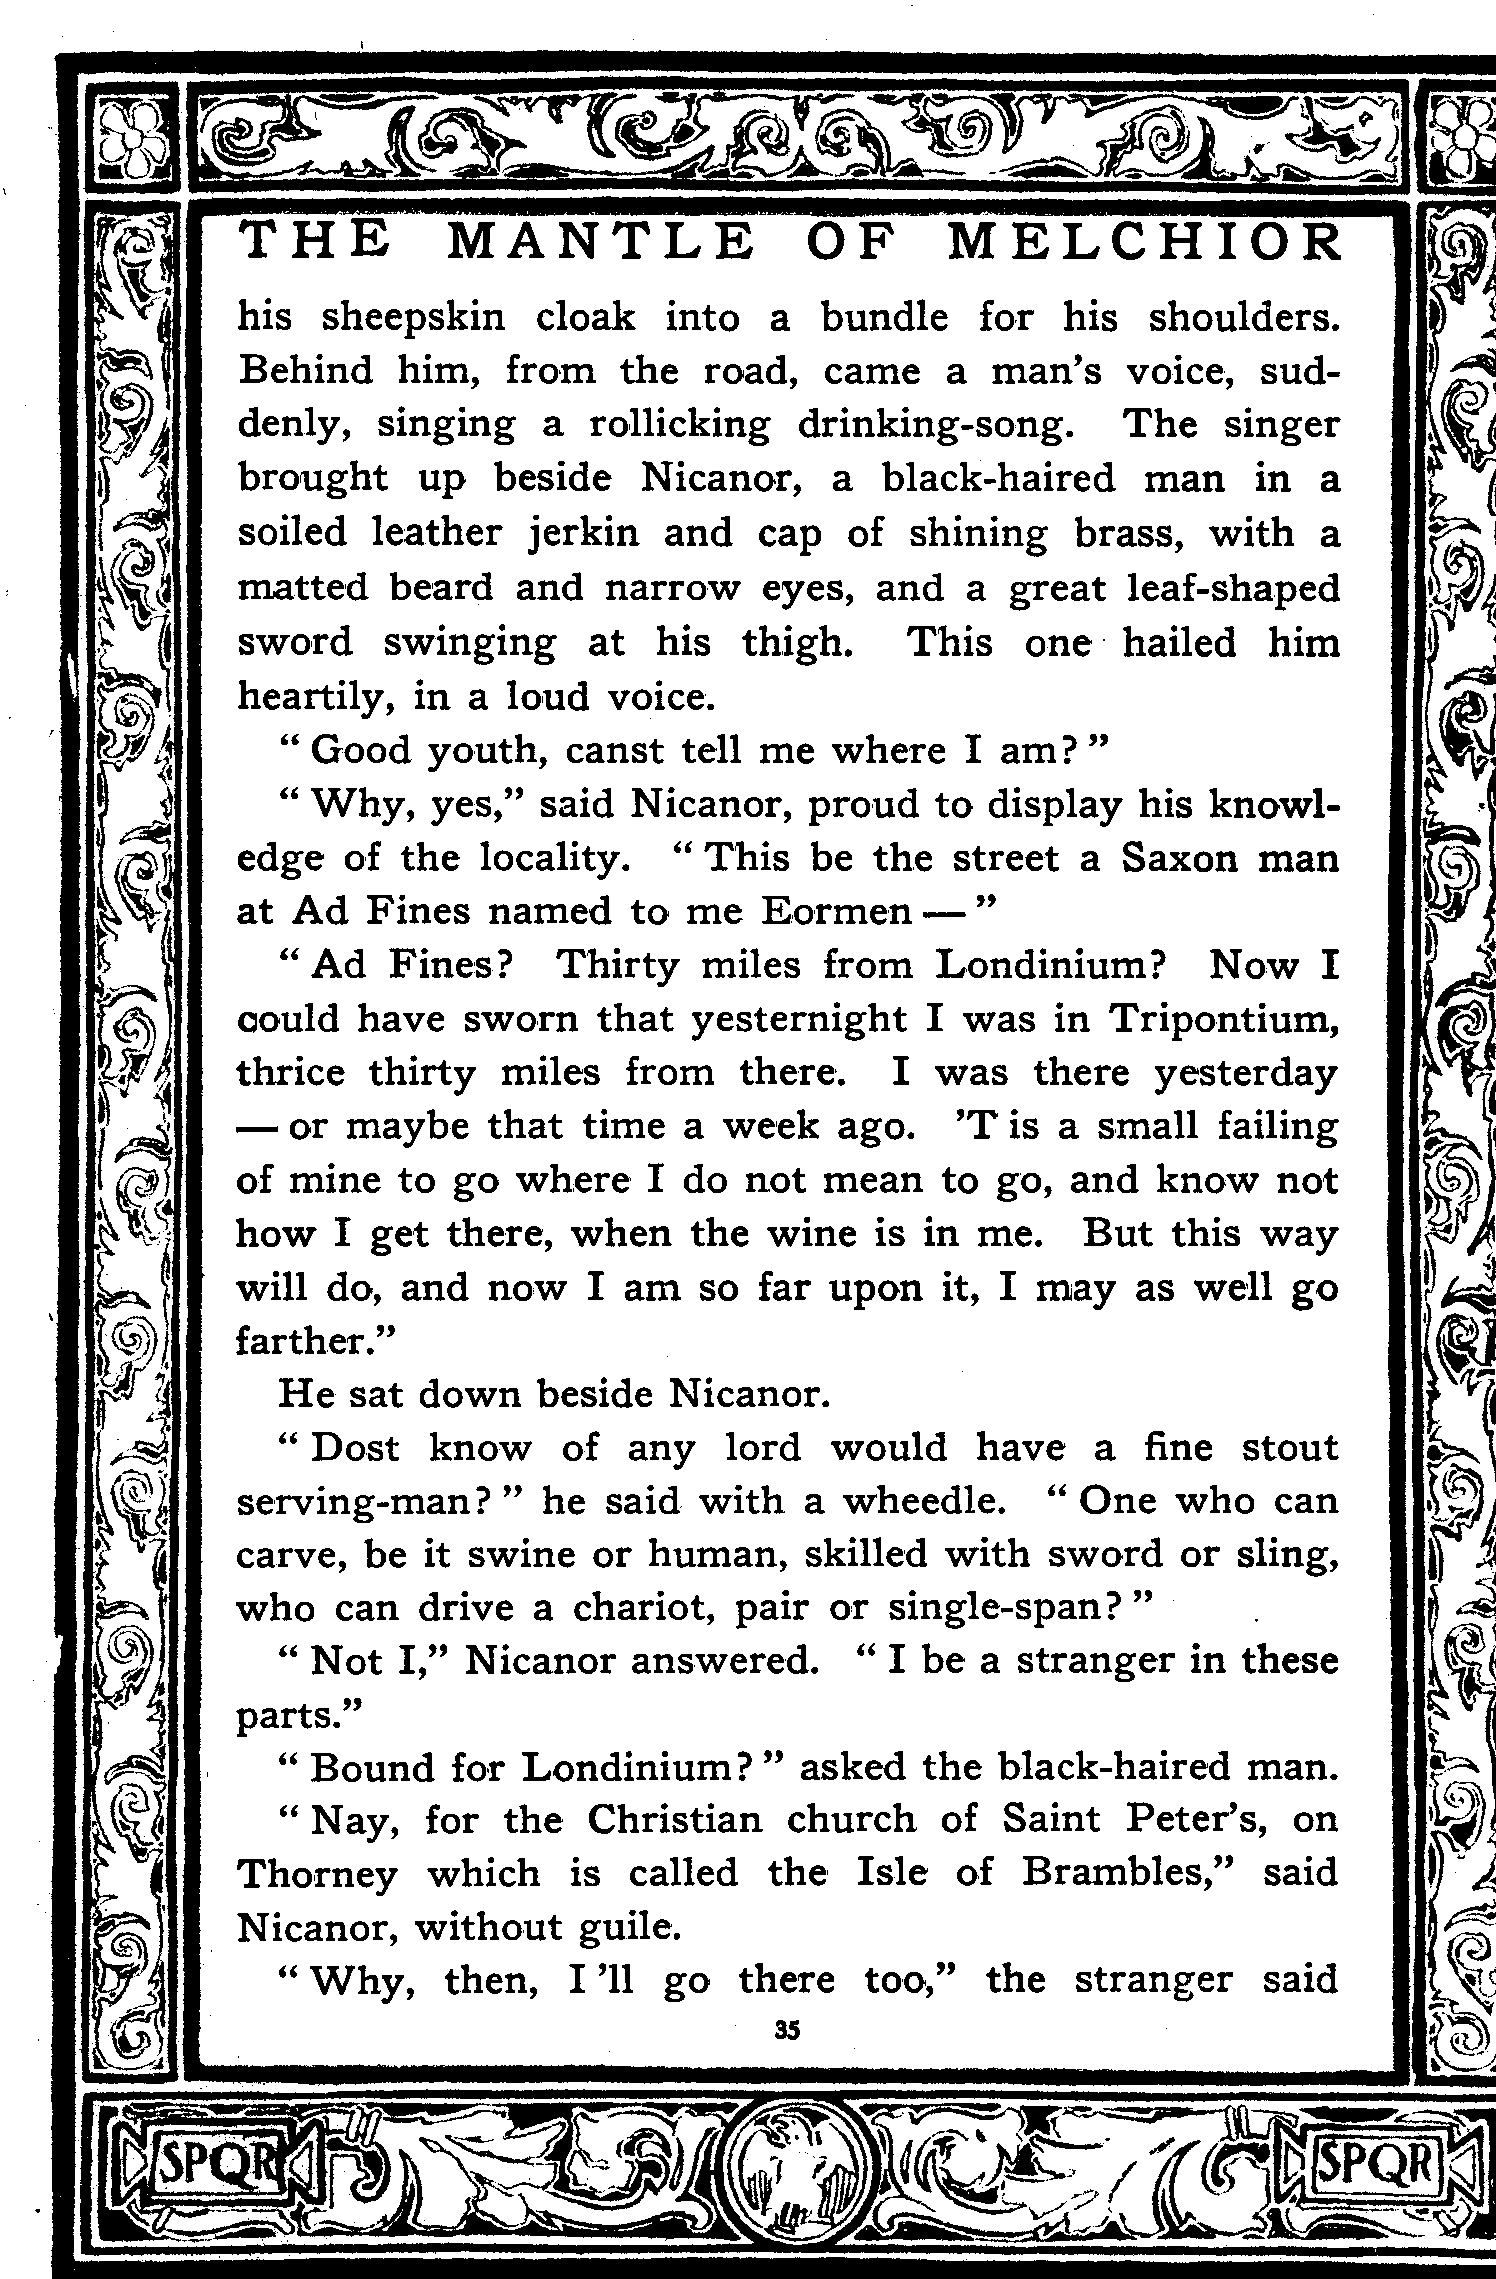 THE MANTLE OF MELCHIOR
his sheepskin cloak into a bundle for his shoulders.
Behind him, from the road, came a man's voice, sud-
denly, singing a rollicking drinking-song. The singer
brought up beside Nicanor, a black-haired man in a
soiled leather jerkin and cap of shining brass, with a
matted beard and narrow eyes, and a great leaf-shaped
sword swinging at his thigh. This one hailed him
heartily, in a loud voice.
" Good youth, canst tell me where I am? "
" Why, yes," said Nicanor, proud to display his knowl-
edge of the locality. " This be the street a Saxon man
at Ad Fines named to me Eormen — "
" Ad Fines? Thirty miles from Londinium? Now I
could have sworn that yesternight I was in Tripontium,
thrice thirty miles from there. I was there yesterday
— or maybe that time a week ago. 'T is a small failing
of mine to go where I do not mean to go, and know not
how I get there, when the wine is in me. But this way
will do, and now I am so far upon it, I may as well go
farther."
He sat down beside Nicanor.
" Dost know of any lord would have a fine stout
serving-man? " he said with a wheedle. " One who can
carve, be it swine or human, skilled with sword or sling,
who can drive a chariot, pair or single-span? "
" Not I," Nicanor answered. " I be a stranger in these
parts."
" Bound for Londinium? " asked the black-haired man.
" Nay, for the Christian church of Saint Peter's, on
Thorney which is called the Isle of Brambles," said
Nicanor, without guile.
" Why, then, I 'll go there too," the stranger said
35
SPQR SPQR